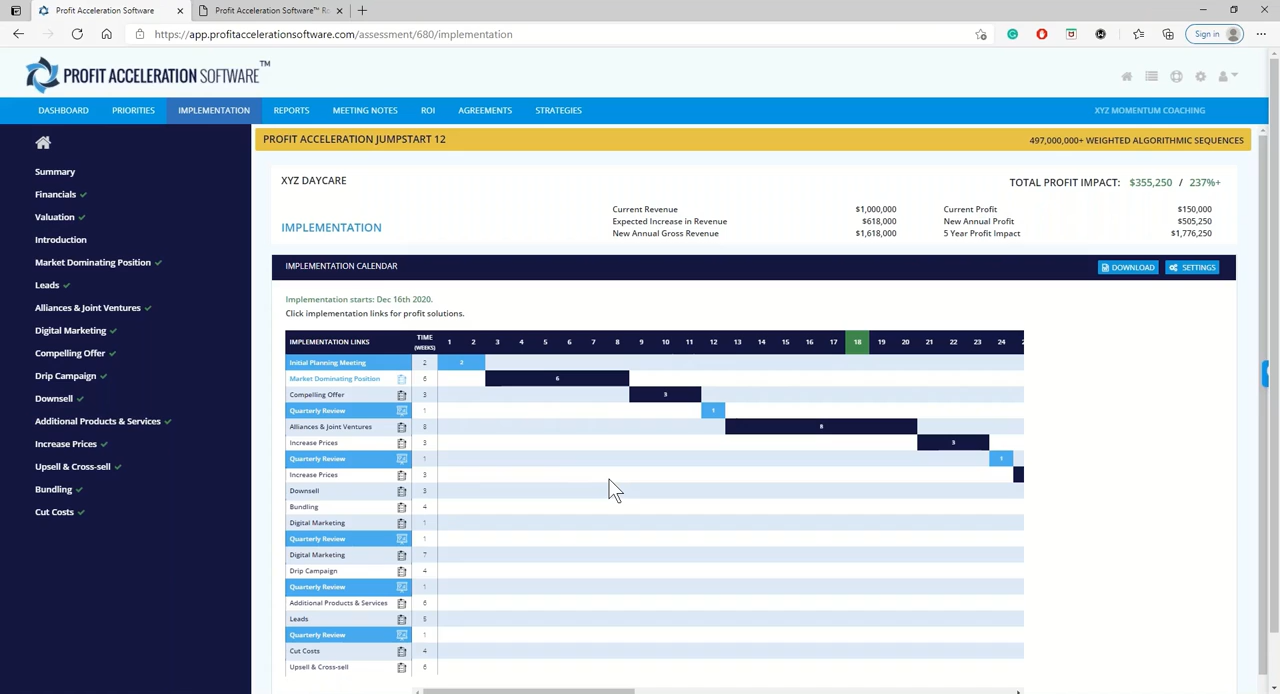 Profit Acceleration Software
Profit Acceleration Software™ Ro
https://app.profitaccelerationsoftware.com/assessment/680/implementation
Sign in
PROFIT ACCELERATION SOFTWARE™
DASHBOARD PRIORITIES IMPLEMENTATION REPORTS MEETING NOTES ROI AGREEMENTS STRATEGIES XYZ MOMENTUM COACHING
Summary
Financials
Valuation
Introduction
Market Dominating Position
Leads
Alliances & Joint Ventures
Digital Marketing
Compelling Offer
Drip Campaign
Downsell
Additional Products & Services
Increase Prices
Upsell & Cross-sell
Bundling
Cut Costs
PROFIT ACCELERATION JUMPSTART 12 497,000,000+ WEIGHTED ALGORITHMIC SEQUENCES
XYZ DAYCARE TOTAL PROFIT IMPACT: $355,250 / 237%+
IMPLEMENTATION
Current Revenue $1,000,000 Current Profit $150,000
Expected Increase in Revenue $618,000 New Annual Profit $505,250
New Annual Gross Revenue $1,618,000 5 Year Profit Impact $1,776,250
IMPLEMENTATION CALENDAR DOWNLOAD SETTINGS
Implementation starts: Dec 16th 2020.
Click implementation links for profit solutions.
IMPLEMENTATION LINKS TIME (WEEKS) 1 2 3 4 5 6 7 8 9 10 11 12 13 14 15 16 17 18 19 20 21 22 23 24
Initial Planning Meeting 2 2
Market Dominating Position 6 6
Compelling Offer 3 3
Quarterly Review 1 1
Alliances & Joint Ventures 8 8
Increase Prices 3 3
Quarterly Review 1 1
Increase Prices 3
Downsell 3
Bundling 4
Digital Marketing 1
Quarterly Review 1
Digital Marketing 7
Drip Campaign 4
Quarterly Review 1
Additional Products & Services 6
Leads 5
Quarterly Review 1
Cut Costs 4
Upsell & Cross-sell 6